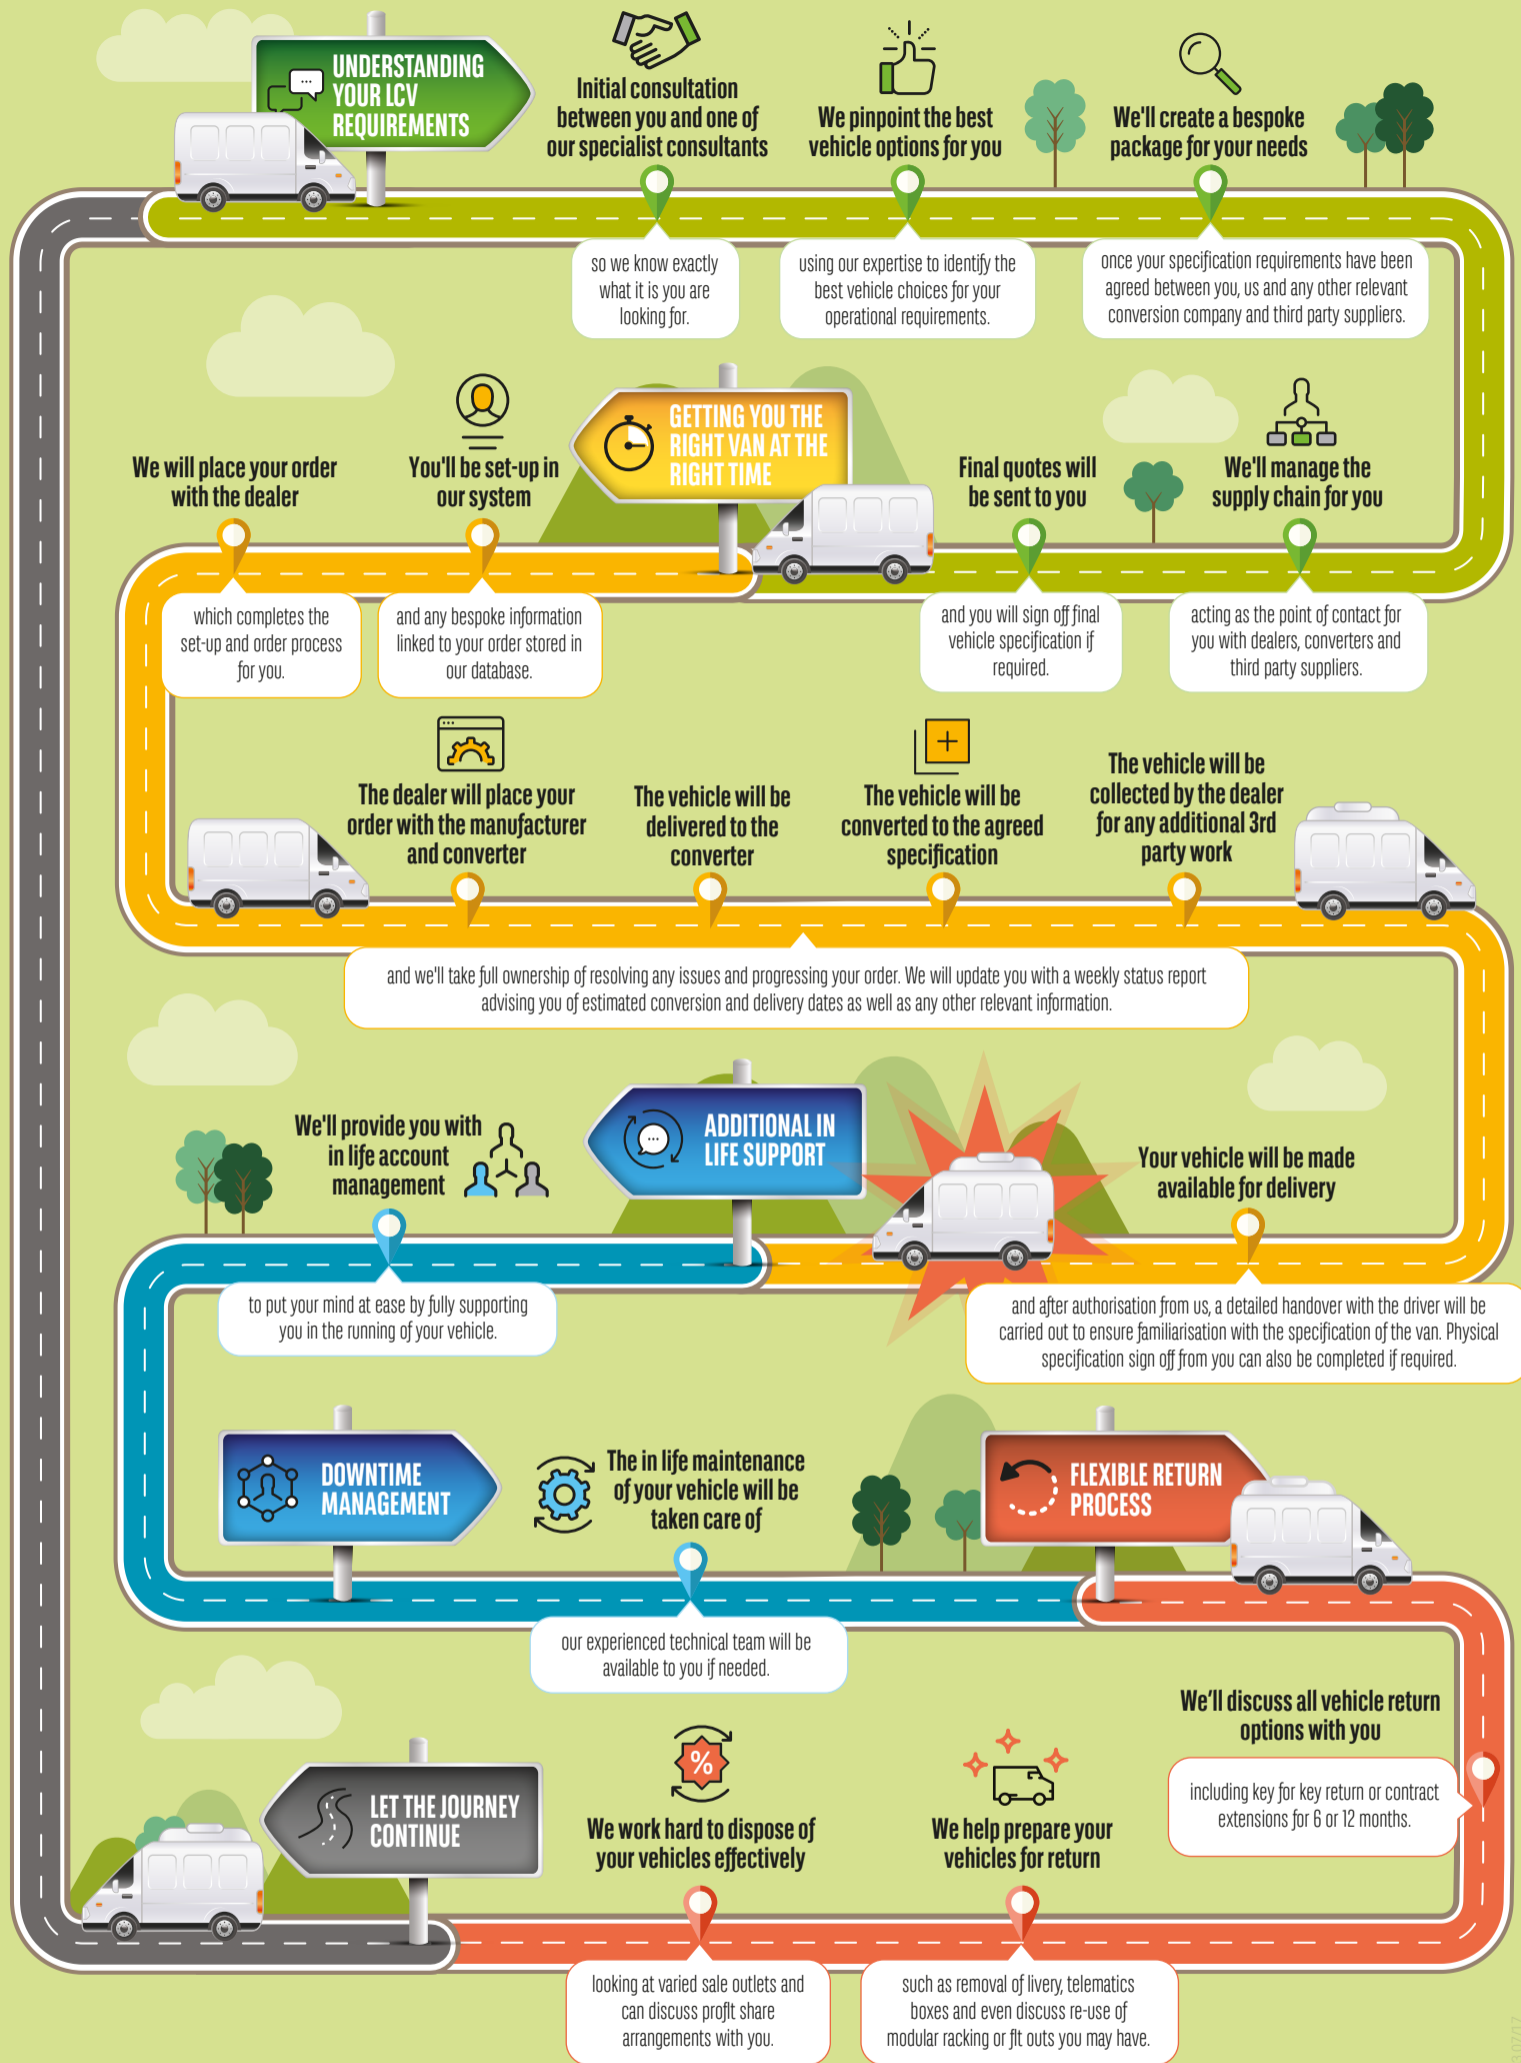 UNDERSTANDING
YOUR LCV
REQUIREMENTS
Initial consultation
between you and one of
our specialist consultants
so we know exactly
what it is you are
looking for.
We pinpoint the best
vehicle options for you
using our expertise to identify the
best vehicle choices for your
operational requirements.
We'll create a bespoke
package for your needs
once your specification requirements have been
agreed between you, us and any other relevant
conversion company and third party suppliers.
We'll manage the
supply chain for you
acting as the point of contact for
you with dealers, converters and
third party suppliers.
Final quotes will
be sent to you
and you will sign off final
vehicle specification if
required.
GETTING YOU THE
RIGHT VAN AT THE
RIGHT TIME
You'll be set-up in
our system
and any bespoke information
linked to your order stored in
our database.
We will place your order
with the dealer
which completes the
set-up and order process
for you.
The dealer will place your
order with the manufacturer
and converter
The vehicle will be
delivered to the
converter
The vehicle will be
converted to the agreed
specification
The vehicle will be
collected by the dealer
for any additional 3rd
party work
and we'll take full ownership of resolving any issues and progressing your order. We will update you with a weekly status report
advising you of estimated conversion and delivery dates as well as any other relevant information.
Your vehicle will be made
available for delivery
and after authorisation from us, a detailed handover with the driver will be
carried out to ensure familiarisation with the specification of the van. Physical
specification sign off from you can also be completed if required.
ADDITIONAL IN
LIFE SUPPORT
We'll provide you with
in life account
management
to put your mind at ease by fully supporting
you in the running of your vehicle.
DOWNTIME
MANAGEMENT
The in life maintenance
of your vehicle will be
taken care of
our experienced technical team will be
available to you if needed.
FLEXIBLE RETURN
PROCESS
We'll discuss all vehicle return
options with you
including key for key return or contract
extensions for 6 or 12 months.
We help prepare your
vehicles for return
such as removal of livery, telematics
boxes and even discuss re-use of
modular racking or fit outs you may have.
%
We work hard to dispose of
your vehicles effectively
looking at varied sale outlets and
can discuss profit share
arrangements with you.
LET THE JOURNEY
CONTINUE